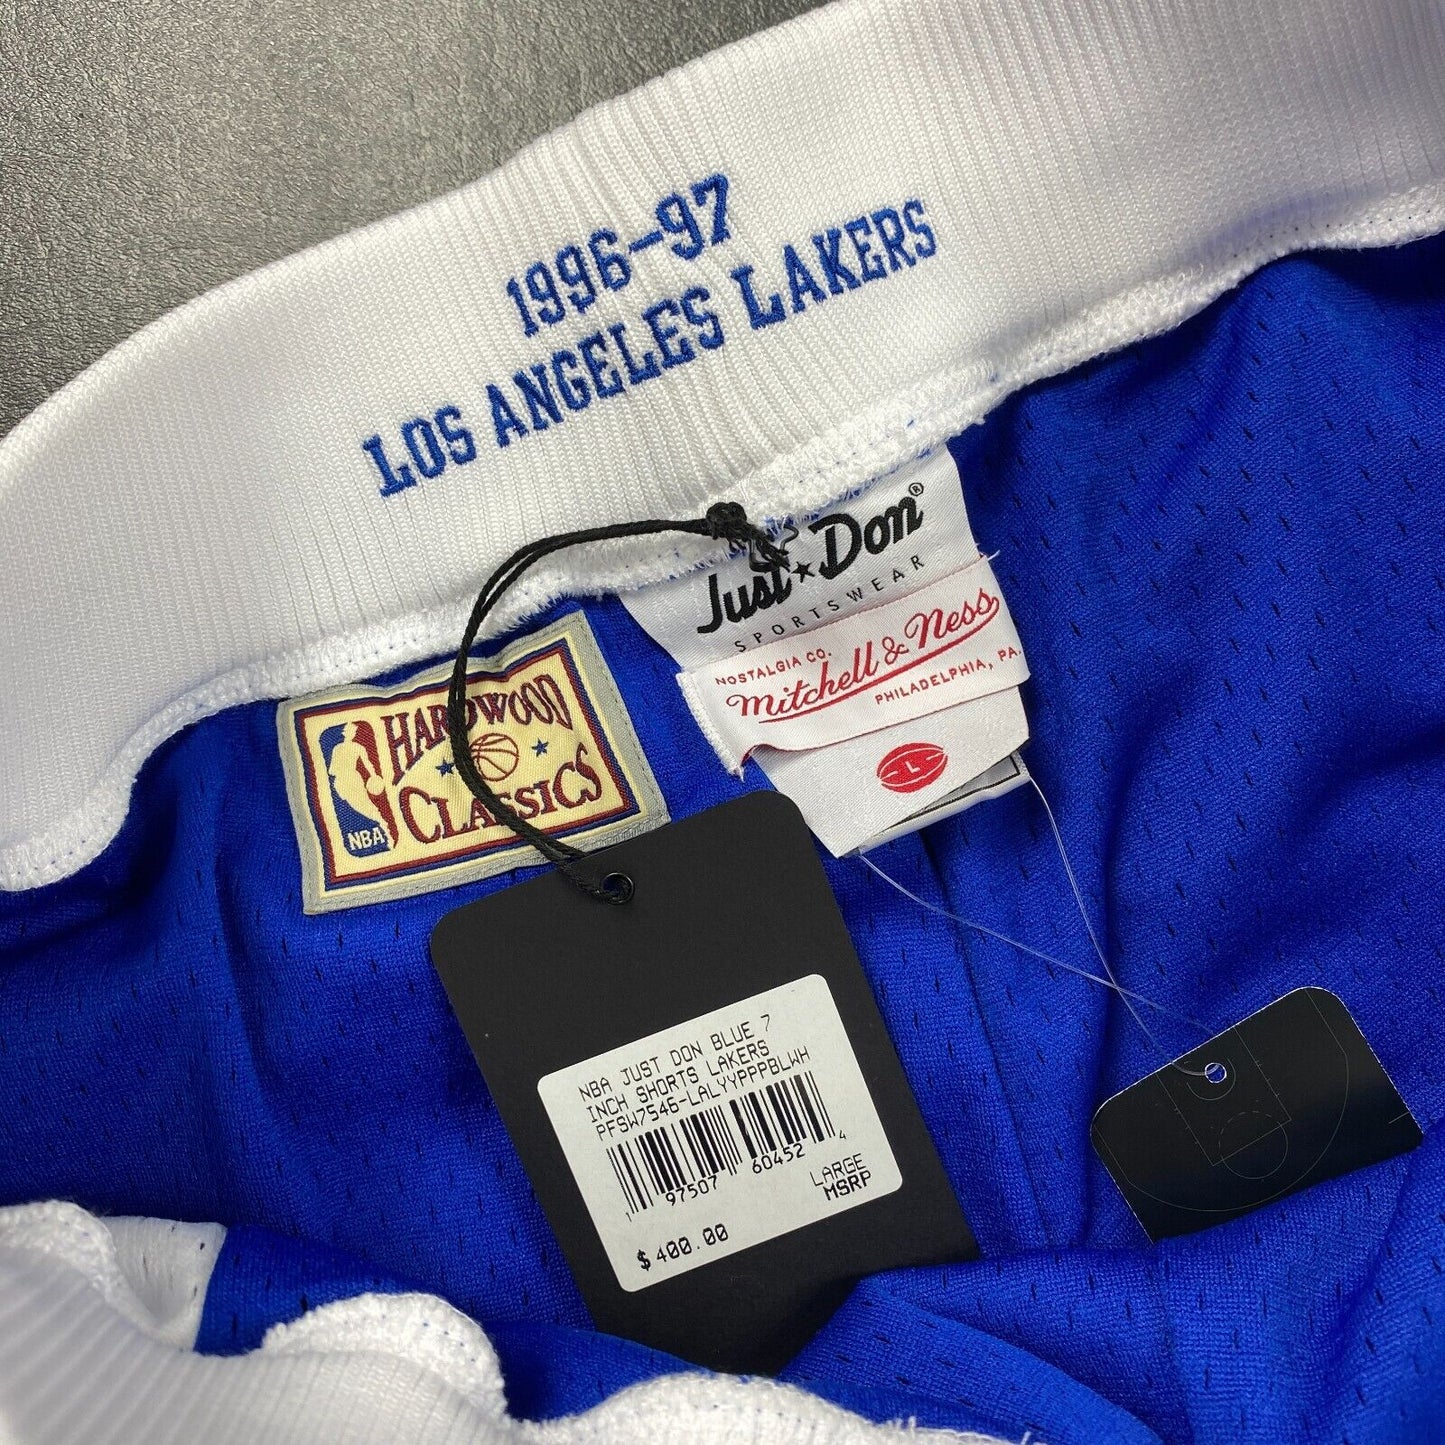 1996-97
LOS ANGELES LAKERS
Just Don®
SPORTSWEAR
NOSTALGIA CO.
Mitchell & Ness
PHILADELPHIA, PA.
L
HARDWOOD
CLASSICS
NBA
NBA JUST DON BLUE 7
INCH SHORTS LAKERS
PFSW7546-LALYYPPPBLWH
1 97507 60452 4
LARGE
MSRP
$400.00